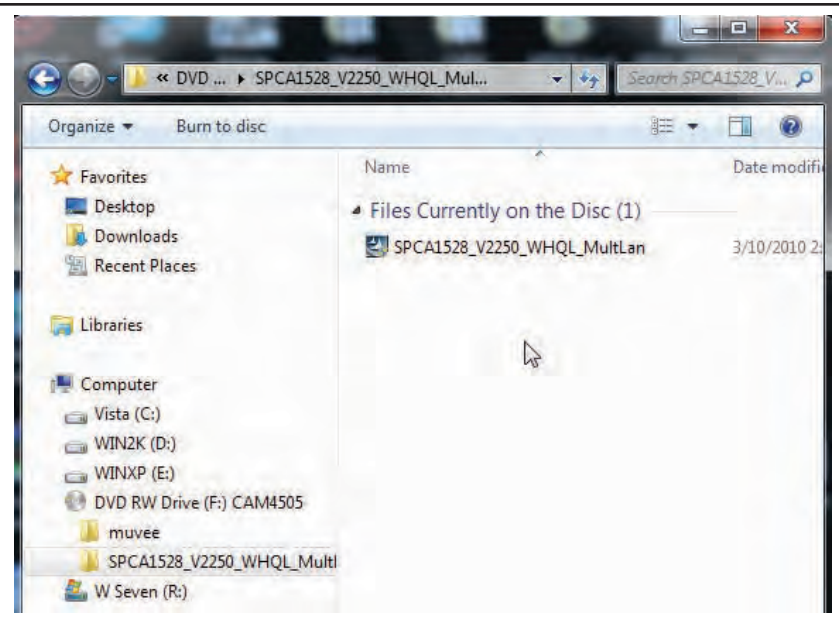 « DVD ... ▸ SPCA1528_V2250_WHQL_Mul...
Search SPCA1528_V...
Organize
Burn to disc
Name
Date modifi
Favorites
Desktop
Downloads
Recent Places
Libraries
Computer
Vista (C:)
WIN2K (D:)
WINXP (E:)
DVD RW Drive (F:) CAM4505
muvee
SPCA1528_V2250_WHQL_Multl
W Seven (R:)
Files Currently on the Disc (1)
SPCA1528_V2250_WHQL_MultLan
3/10/2010 2: